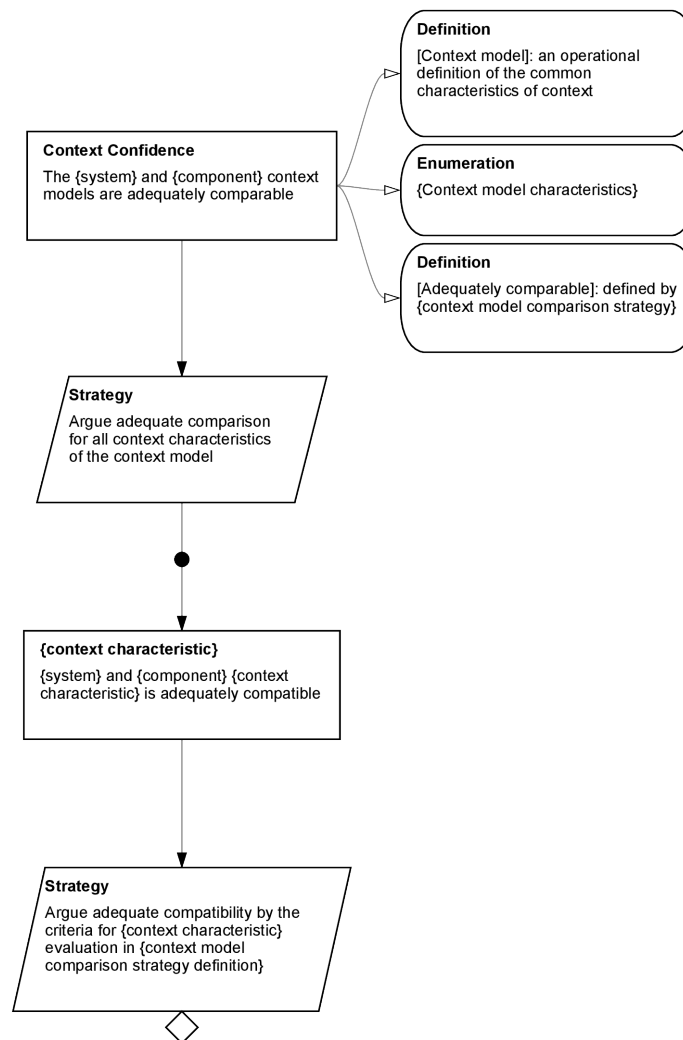 Definition
[Context model]: an operational
definition of the common
characteristics of context
Context Confidence
The {system} and {component} context
models are adequately comparable
Enumeration
{Context model characteristics}
Definition
[Adequately comparable]: defined by
{context model comparison strategy}
Strategy
Argue adequate comparison
for all context characteristics
of the context model
{context characteristic}
{system} and {component} {context
characteristic} is adequately compatible
Strategy
Argue adequate compatibility by the
criteria for {context characteristic}
evaluation in {context model
comparison strategy definition}